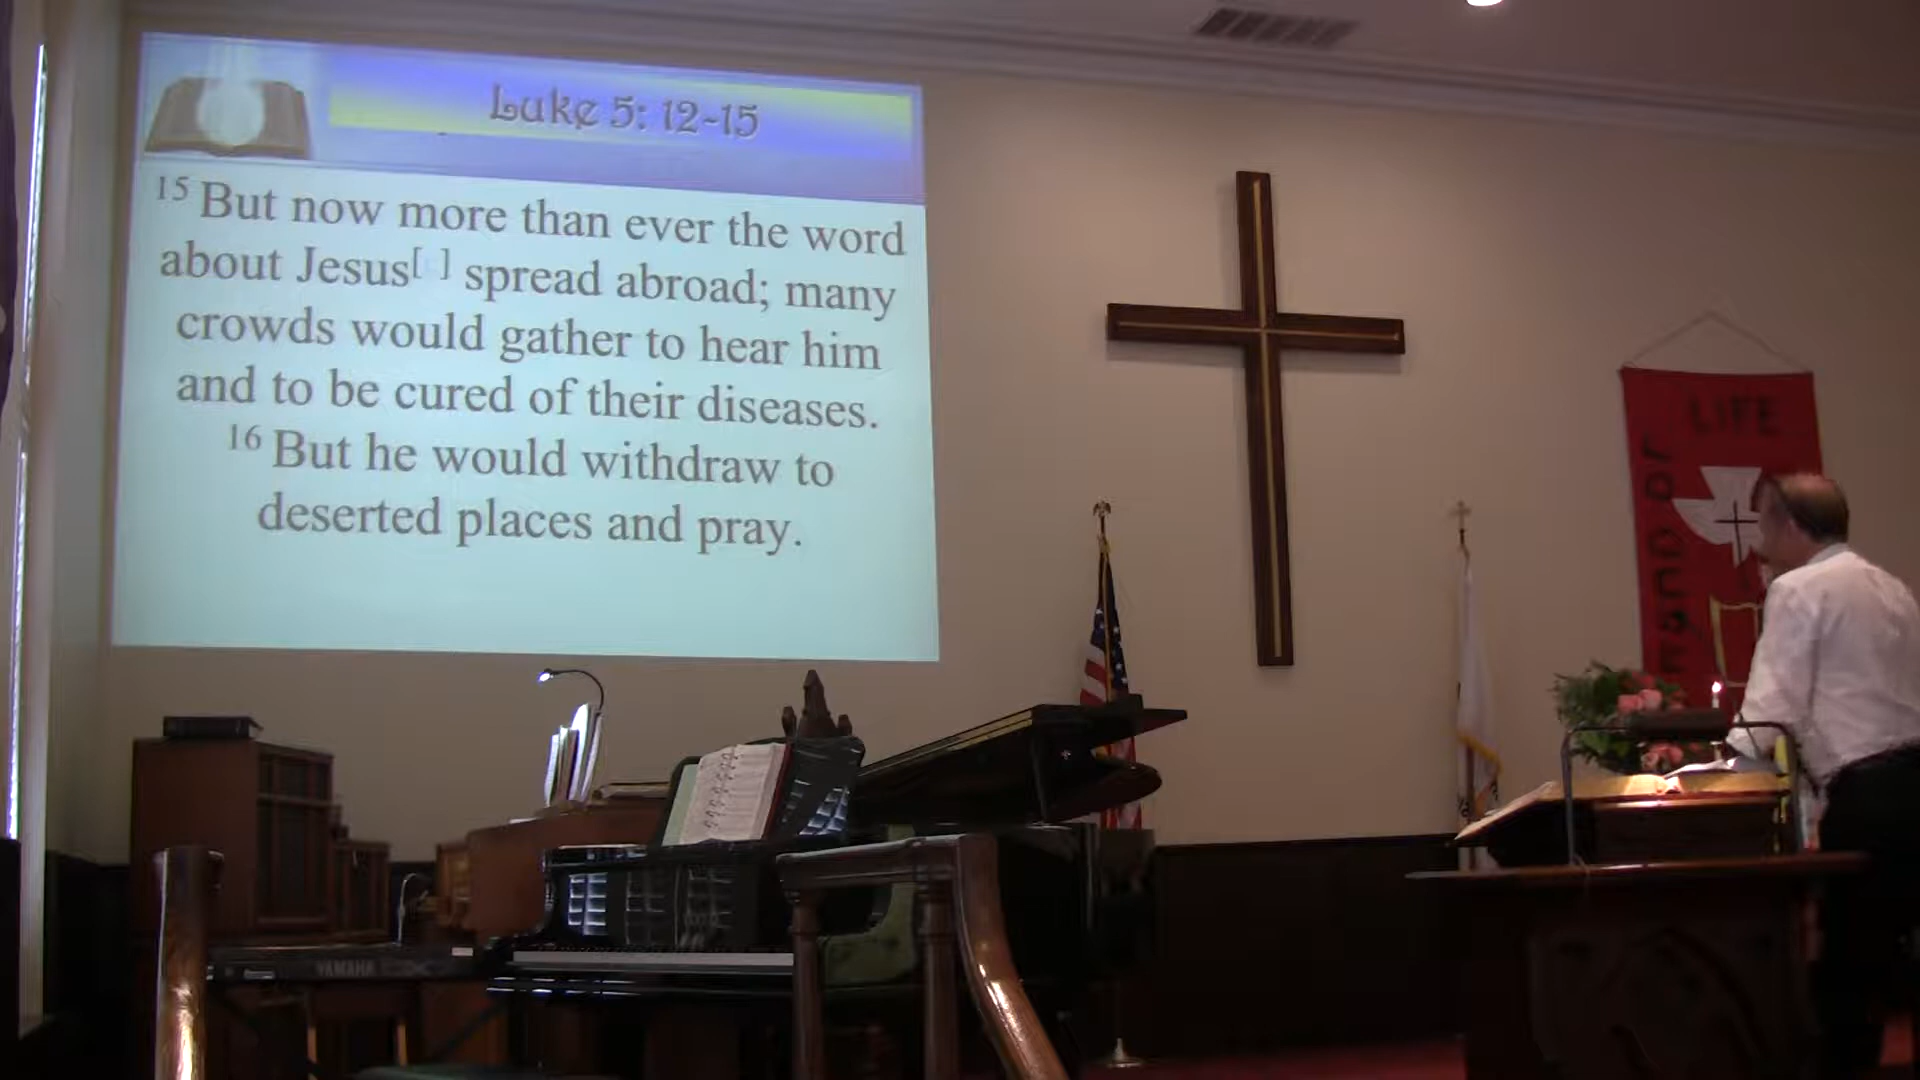 Luke 5: 12-15
15 But now more than ever the word
about Jesus[ ] spread abroad; many
crowds would gather to hear him
and to be cured of their diseases.
16 But he would withdraw to
deserted places and pray.
LIFE
YAMAHA